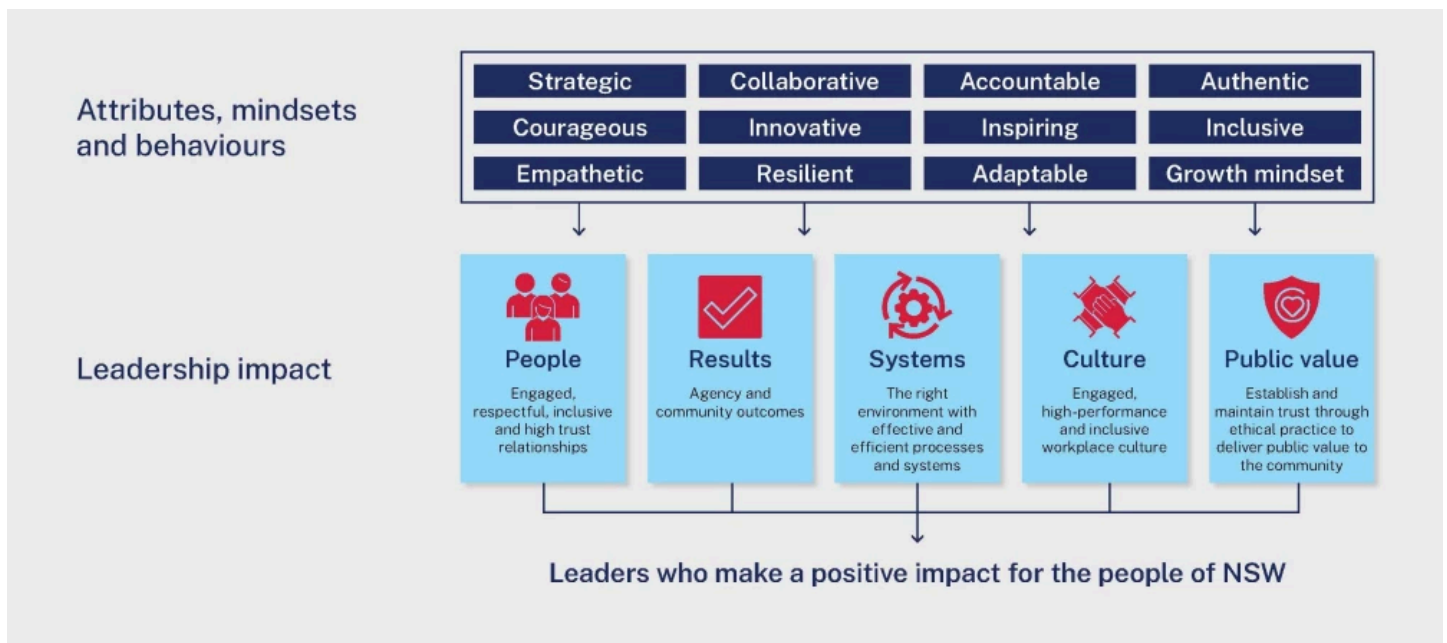 Attributes, mindsets
and behaviours
Strategic
Collaborative
Accountable
Authentic
Courageous
Innovative
Inspiring
Inclusive
Empathetic
Resilient
Adaptable
Growth mindset
Leadership impact
People
Engaged,
respectful, inclusive
and high trust
relationships
Results
Agency and
community outcomes
Systems
The right
environment with
effective and
efficient processes
and systems
Culture
Engaged,
high-performance
and inclusive
workplace culture
Public value
Establish and
maintain trust through
ethical practice to
deliver public value to
the community
Leaders who make a positive impact for the people of NSW